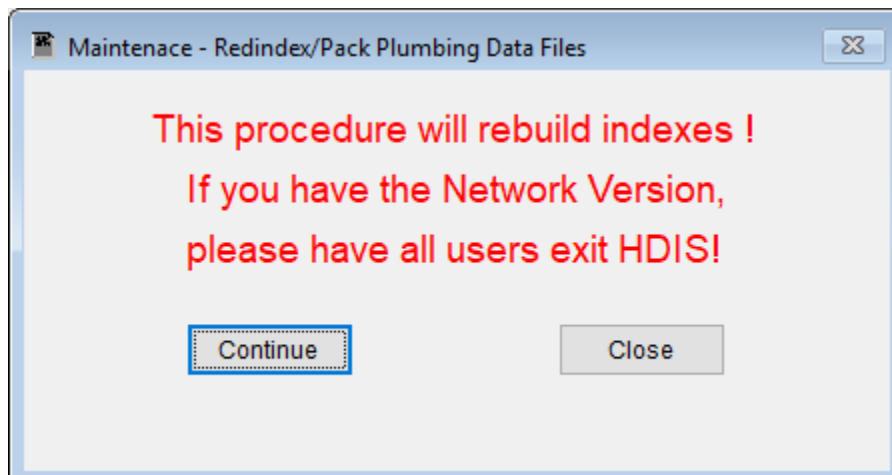 Maintenace - Redindex/Pack Plumbing Data Files
This procedure will rebuild indexes !
If you have the Network Version,
please have all users exit HDIS!
Continue
Close